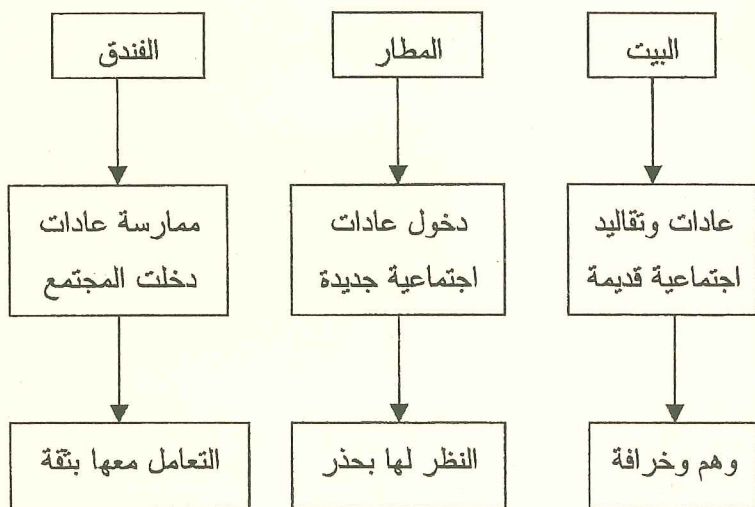 البيت
المطار
الفندق
عادات وتقاليد
اجتماعية قديمة
دخول عادات
اجتماعية جديدة
ممارسة عادات
دخلت المجتمع
وهم وخرافة
النظر لها بحذر
التعامل معها بثقة